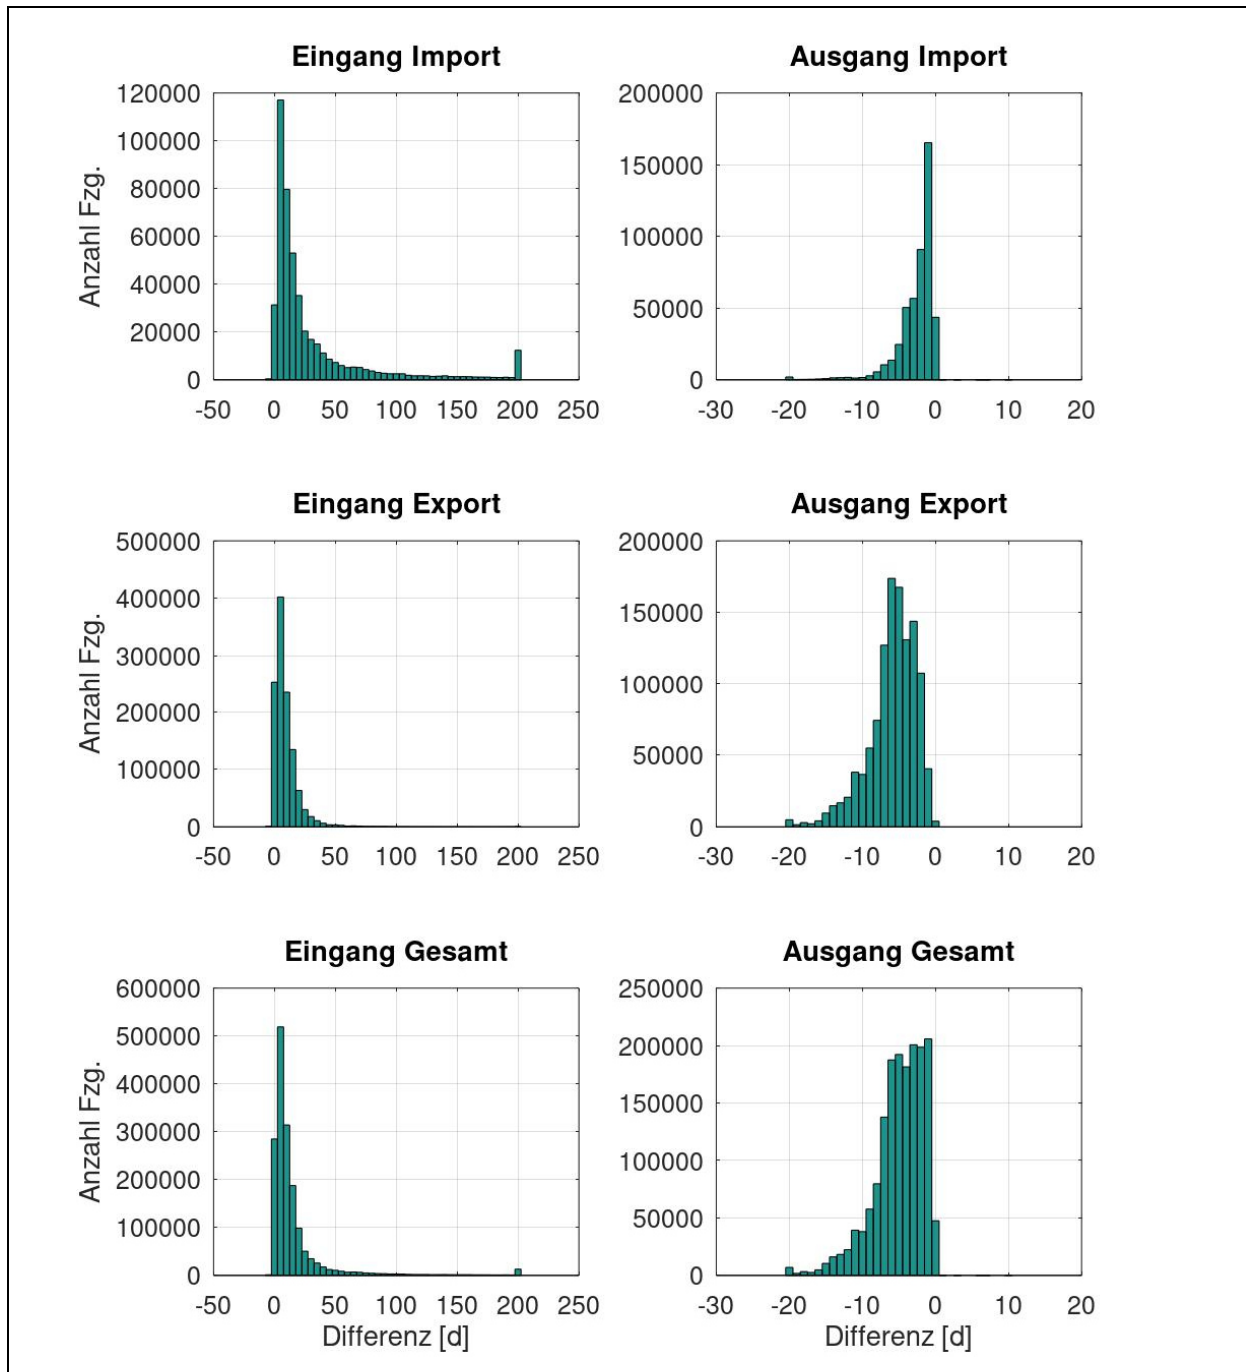 Eingang Import
Ausgang Import
Anzahl Fzg.
120000
100000
80000
60000
40000
20000
0
-50 0 50 100 150 200 250
200000
150000
100000
50000
0
-30 -20 -10 0 10 20
Eingang Export
Ausgang Export
Anzahl Fzg.
500000
400000
300000
200000
100000
0
-50 0 50 100 150 200 250
200000
150000
100000
50000
0
-30 -20 -10 0 10 20
Eingang Gesamt
Ausgang Gesamt
Anzahl Fzg.
600000
500000
400000
300000
200000
100000
0
-50 0 50 100 150 200 250
Differenz [d]
250000
200000
150000
100000
50000
0
-30 -20 -10 0 10 20
Differenz [d]